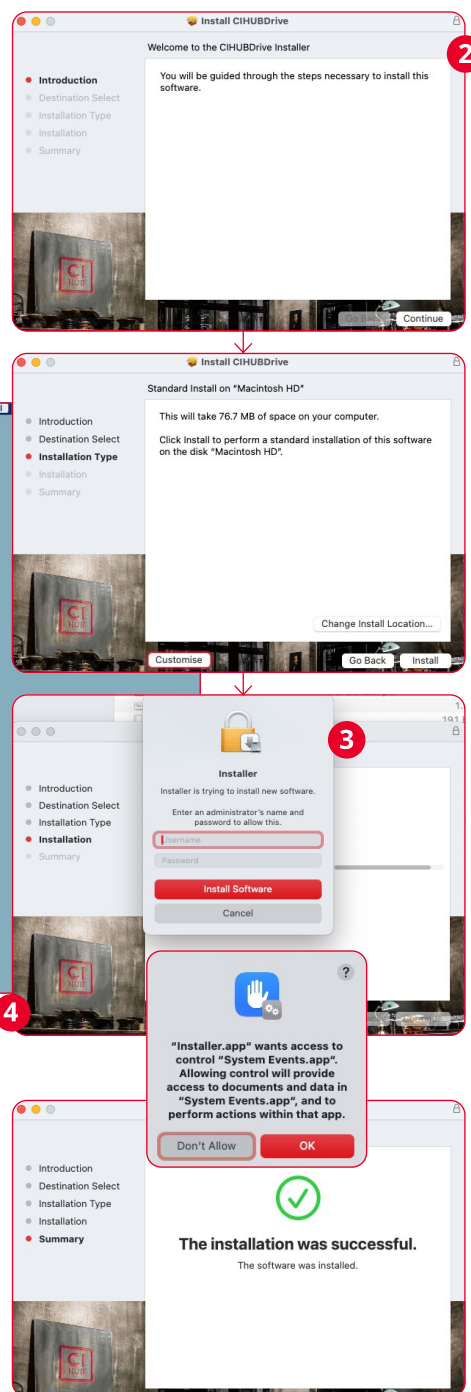 Install CIHUBDrive
Welcome to the CIHUBDrive Installer
2
Introduction
Destination Select
Installation Type
Installation
Summary
You will be guided through the steps necessary to install this
software.
CI
HUB
Go Back
Continue
Install CIHUBDrive
Standard Install on "Macintosh HD"
Introduction
Destination Select
Installation Type
Installation
Summary
This will take 76.7 MB of space on your computer.
Click Install to perform a standard installation of this software
on the disk "Macintosh HD".
CI
HUB
Change Install Location...
Customise
Go Back
Install
3
Introduction
Destination Select
Installation Type
Installation
Summary
Installer
Installer is trying to install new software.
Enter an administrator's name and
password to allow this.
Username
Password
Install Software
Cancel
CI
HUB
4
?
"Installer.app" wants access to
control "System Events.app".
Allowing control will provide
access to documents and data in
"System Events.app", and to
perform actions within that app.
Don't Allow
OK
Introduction
Destination Select
Installation Type
Installation
Summary
The installation was successful.
The software was installed.
CI
HUB